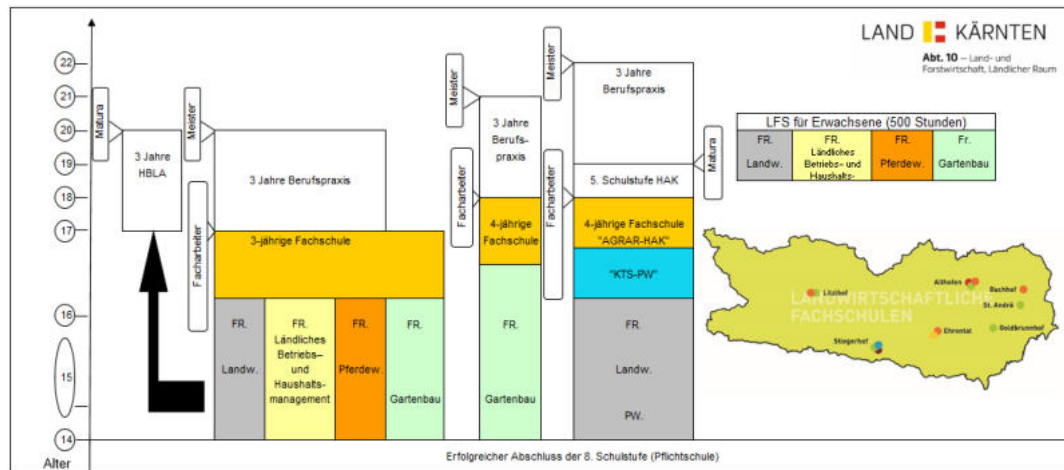 LAND KÄRNTEN
Abt. 10 – Land- und
Forstwirtschaft, Ländlicher Raum
22
21
20
19
18
17
16
15
14
Alter
Matura
3 Jahre
HBLA
Meister
Facharbeiter
3 Jahre Berufspraxis
3-jährige Fachschule
FR.
Landw.
FR.
Ländliches
Betriebs–
und
Haushalts-
management
FR.
Pferdew.
FR.
Gartenbau
Meister
Facharbeiter
3 Jahre
Berufs-
praxis
4-jährige
Fachschule
FR.
Gartenbau
Meister
Facharbeiter
3 Jahre
Berufspraxis
5. Schulstufe HAK
Matura
4-jährige Fachschule
"AGRAR-HAK"
"KTS-PW"
FR.
Landw.
PW.
LFS für Erwachsene (500 Stunden)
FR.
Landw.
FR.
Ländliches
Betriebs- und
Haushalts-
FR.
Pferdew.
Fr.
Gartenbau
LANDWIRTSCHAFTLICHE
FACHSCHULEN
Litzlhof
Althofen
Buchhof
St. Andrä
Goldbrunnhof
Ehrental
Stiegerhof
Erfolgreicher Abschluss der 8. Schulstufe (Pflichtschule)